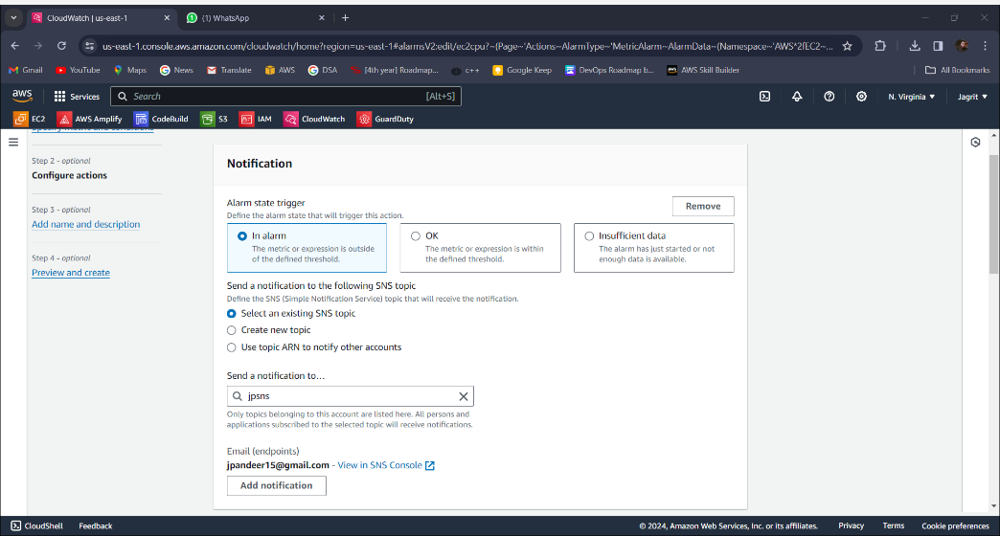 CloudWatch | us-east-1
(1) WhatsApp
us-east-1.console.aws.amazon.com/cloudwatch/home?region=us-east-1#alarmsV2:edit/ec2cpu?~(Page~'Actions~AlarmType~'MetricAlarm~AlarmData~(Namespace~'AWS*2fEC2~...
Gmail
YouTube
Maps
News
Translate
AWS
DSA
[4th year] Roadmap...
c++
Google Keep
DevOps Roadmap b...
AWS Skill Builder
All Bookmarks
aws
Services
Search
[Alt+S]
N. Virginia
Jagrit
EC2
AWS Amplify
CodeBuild
S3
IAM
CloudWatch
GuardDuty
Specify metric and conditions
Step 2 - optional
Configure actions
Step 3 - optional
Add name and description
Step 4 - optional
Preview and create
Notification
Alarm state trigger
Define the alarm state that will trigger this action.
Remove
In alarm
The metric or expression is outside
of the defined threshold.
OK
The metric or expression is within
the defined threshold.
Insufficient data
The alarm has just started or not
enough data is available.
Send a notification to the following SNS topic
Define the SNS (Simple Notification Service) topic that will receive the notification.
Select an existing SNS topic
Create new topic
Use topic ARN to notify other accounts
Send a notification to…
jpsns
Only topics belonging to this account are listed here. All persons and
applications subscribed to the selected topic will receive notifications.
Email (endpoints)
jpandeer15@gmail.com - View in SNS Console
Add notification
CloudShell
Feedback
© 2024, Amazon Web Services, Inc. or its affiliates.
Privacy
Terms
Cookie preferences